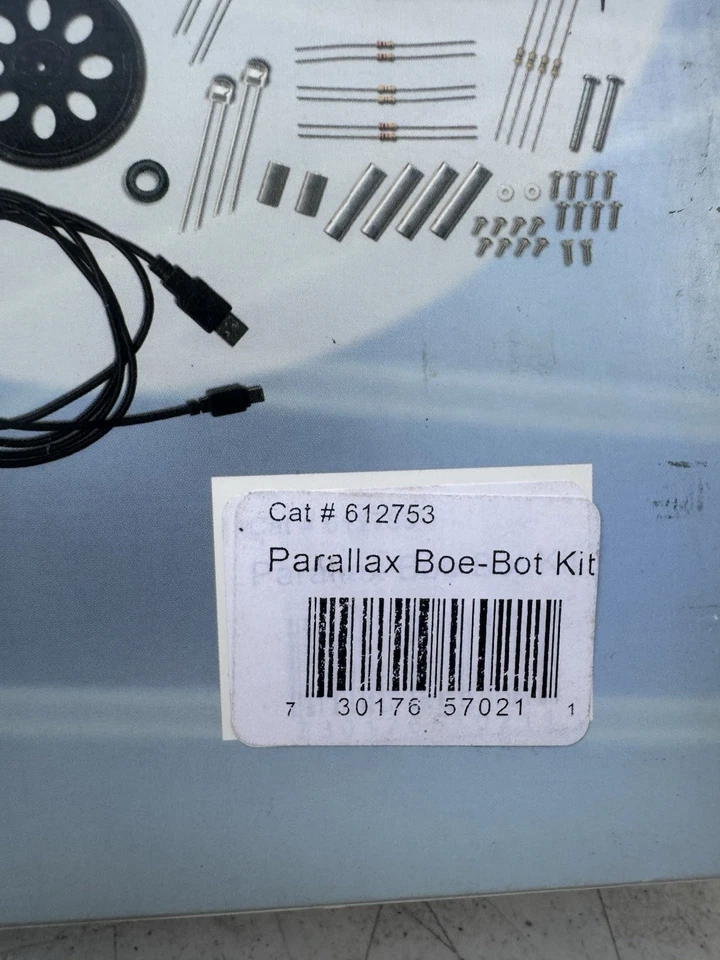 Cat # 612753
Parallax Boe-Bot Kit
7 30176 57021 1